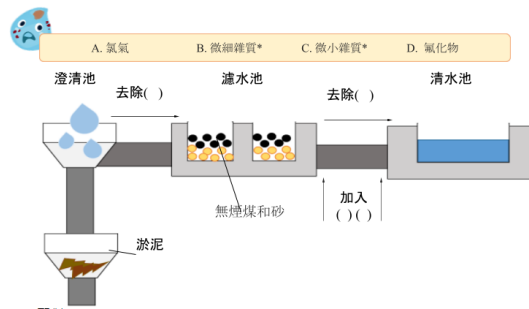 A. 氯氣 B. 微細雜質* C. 微小雜質* D. 氟化物
澄清池
去除( )
濾水池
去除( )
清水池
無煙煤和砂
加入
( ) ( )
淤泥